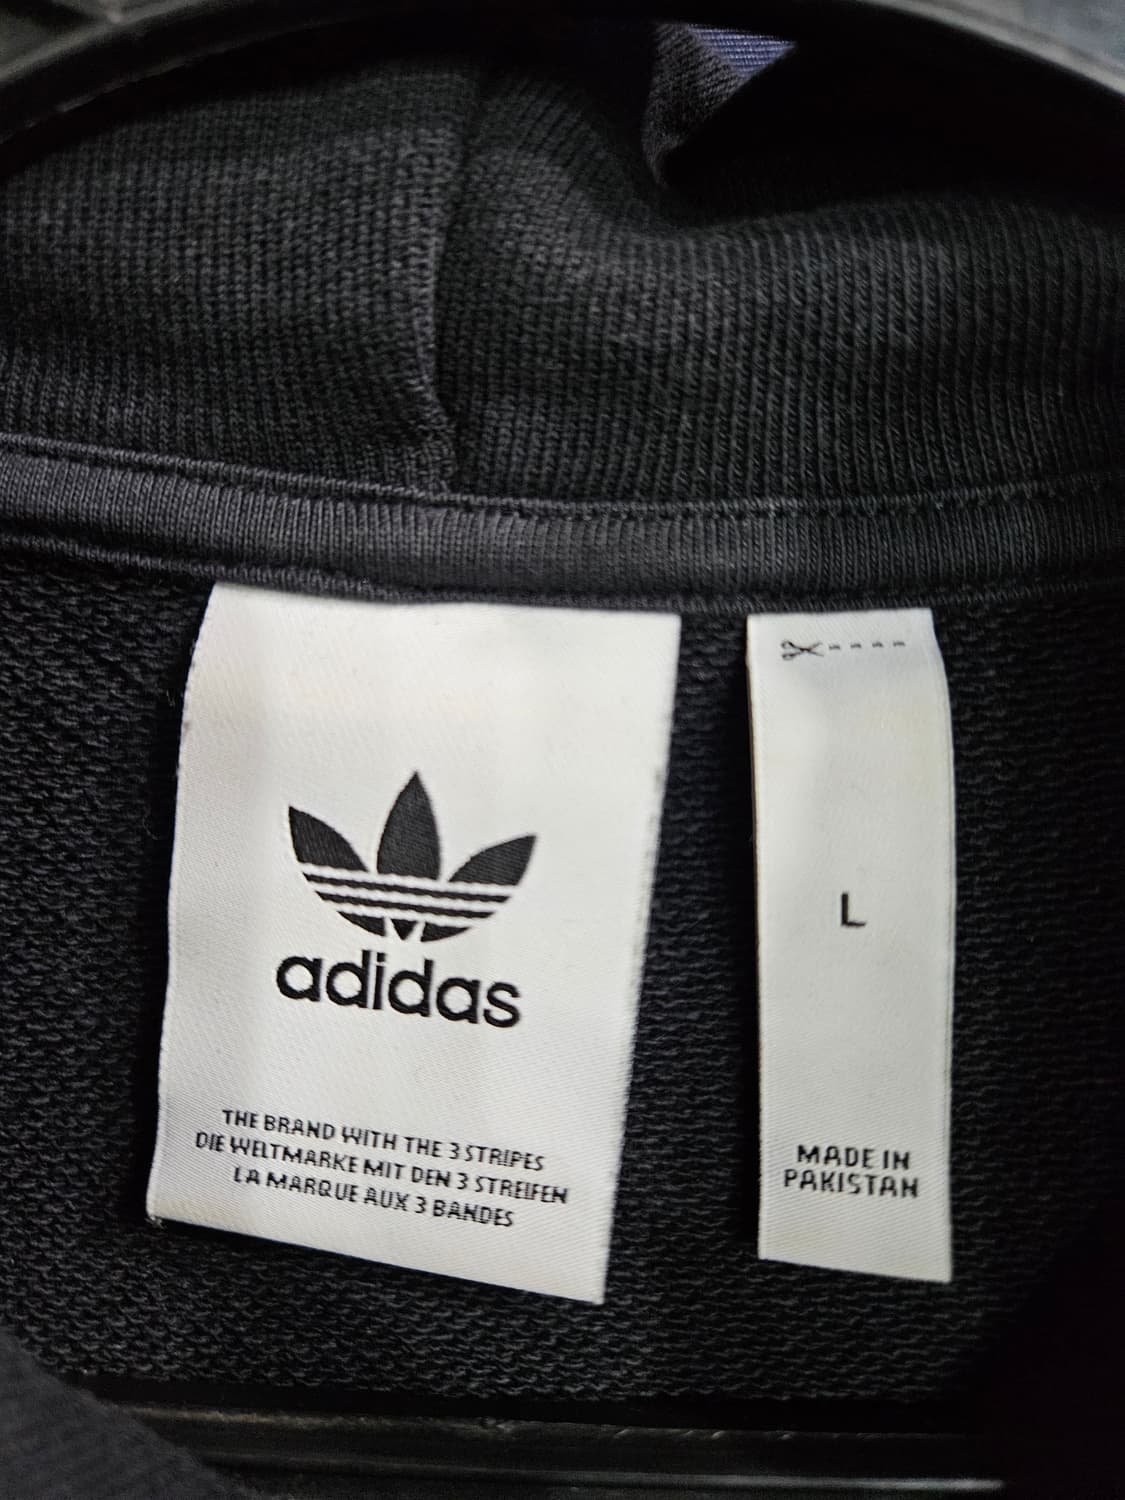 adidas
THE BRAND WITH THE 3 STRIPES
DIE WELTMARKE MIT DEN 3 STREIFEN
LA MARQUE AUX 3 BANDES
L
MADE IN
PAKISTAN